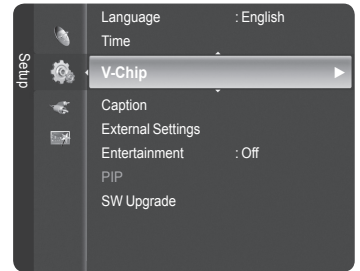 Setup
Language : English
Time
V-Chip
Caption
External Settings
Entertainment : Off
PIP
SW Upgrade